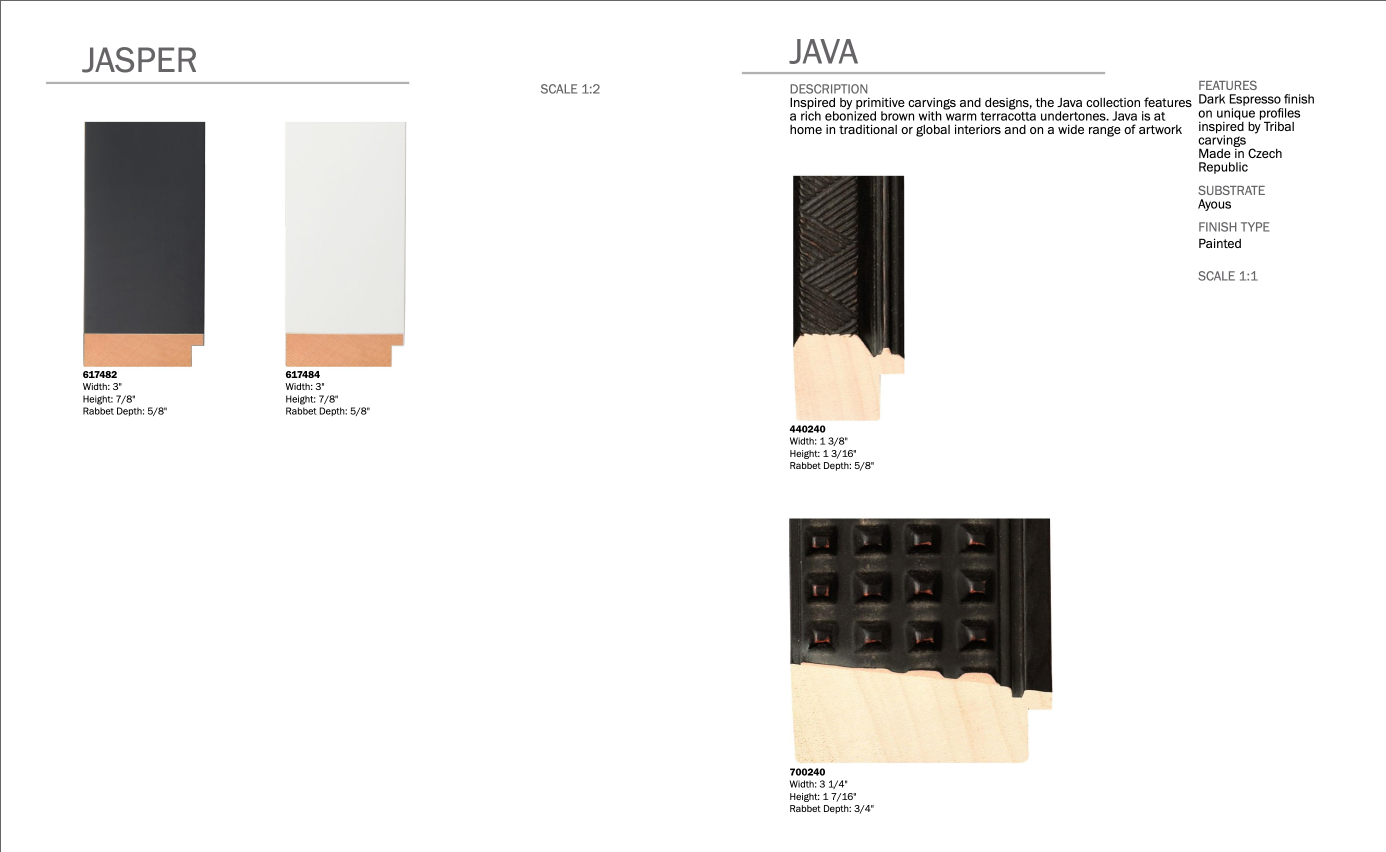 JASPER
SCALE 1:2
617482
Width: 3"
Height: 7/8"
Rabbet Depth: 5/8"
617484
Width: 3"
Height: 7/8"
Rabbet Depth: 5/8"
JAVA
DESCRIPTION
Inspired by primitive carvings and designs, the Java collection features
a rich ebonized brown with warm terracotta undertones. Java is at
home in traditional or global interiors and on a wide range of artwork
FEATURES
Dark Espresso finish
on unique profiles
inspired by Tribal
carvings
Made in Czech
Republic
SUBSTRATE
Ayous
FINISH TYPE
Painted
SCALE 1:1
440240
Width: 1 3/8"
Height: 1 3/16"
Rabbet Depth: 5/8"
700240
Width: 3 1/4"
Height: 1 7/16"
Rabbet Depth: 3/4"